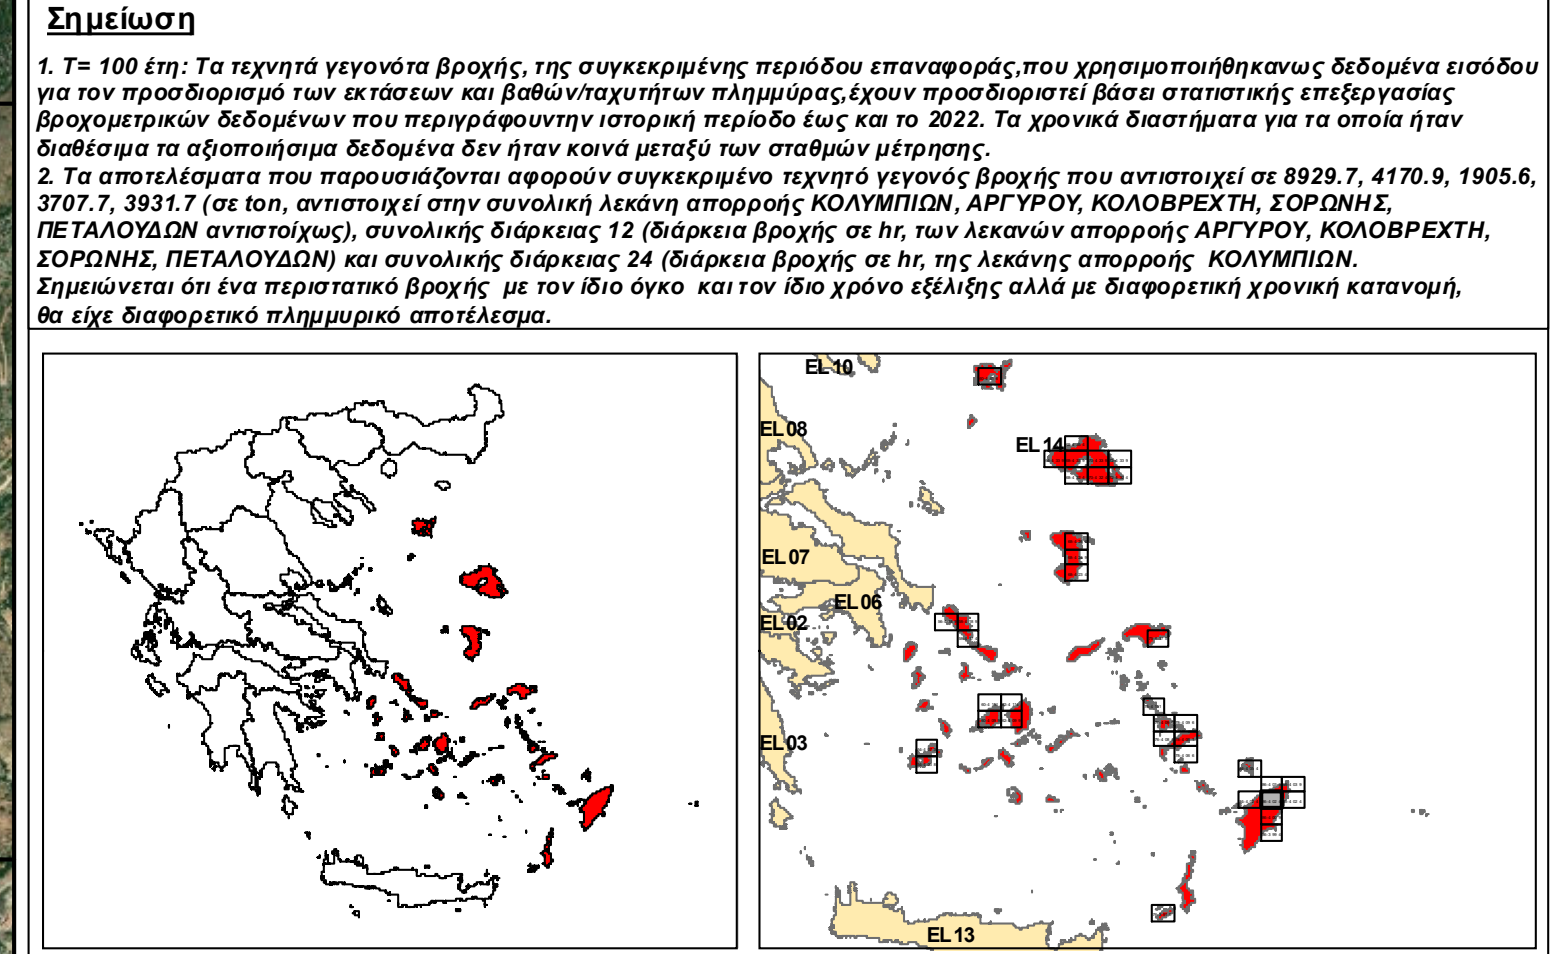 Σημείωση
1. Τ= 100 έτη: Τα τεχνητά γεγονότα βροχής, της συγκεκριμένης περιόδου επαναφοράς,που χρησιμοποιήθηκανως δεδομένα εισόδου
για τον προσδιορισμό των εκτάσεων και βαθών/ταχυτήτων πλημμύρας,έχουν προσδιοριστεί βάσει στατιστικής επεξεργασίας
βροχομετρικών δεδομένων που περιγράφουντην ιστορική περίοδο έως και το 2022. Τα χρονικά διαστήματα για τα οποία ήταν
διαθέσιμα τα αξιοποιήσιμα δεδομένα δεν ήταν κοινά μεταξύ των σταθμών μέτρησης.
2. Τα αποτελέσματα που παρουσιάζονται αφορούν συγκεκριμένο τεχνητό γεγονός βροχής που αντιστοιχεί σε 8929.7, 4170.9, 1905.6,
3707.7, 3931.7 (σε ton, αντιστοιχεί στην συνολική λεκάνη απορροής ΚΟΛΥΜΠΙΩΝ, ΑΡΓΥΡΟΥ, ΚΟΛΟΒΡΕΧΤΗ, ΣΟΡΩΝΗΣ,
ΠΕΤΑΛΟΥΔΩΝ αντιστοίχως), συνολικής διάρκειας 12 (διάρκεια βροχής σε hr, των λεκανών απορροής ΑΡΓΥΡΟΥ, ΚΟΛΟΒΡΕΧΤΗ,
ΣΟΡΩΝΗΣ, ΠΕΤΑΛΟΥΔΩΝ) και συνολικής διάρκειας 24 (διάρκεια βροχής σε hr, της λεκάνης απορροής ΚΟΛΥΜΠΙΩΝ.
Σημειώνεται ότι ένα περιστατικό βροχής με τον ίδιο όγκο και τον ίδιο χρόνο εξέλιξης αλλά με διαφορετική χρονική κατανομή,
θα είχε διαφορετικό πλημμυρικό αποτέλεσμα.
EL10
EL08
EL14
EL07
EL06
EL02
EL03
EL13